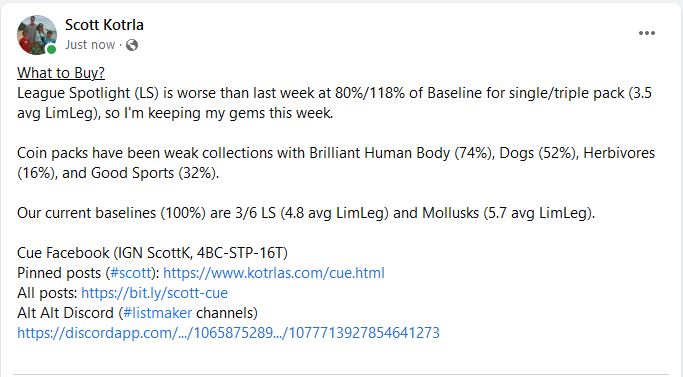 Scott Kotrla
Just now ·
What to Buy?
League Spotlight (LS) is worse than last week at 80%/118% of Baseline for single/triple pack (3.5
avg LimLeg), so I'm keeping my gems this week.
Coin packs have been weak collections with Brilliant Human Body (74%), Dogs (52%), Herbivores
(16%), and Good Sports (32%).
Our current baselines (100%) are 3/6 LS (4.8 avg LimLeg) and Mollusks (5.7 avg LimLeg).
Cue Facebook (IGN ScottK, 4BC-STP-16T)
Pinned posts (#scott): https://www.kotrlas.com/cue.html
All posts: https://bit.ly/scott-cue
Alt Alt Discord (#listmaker channels)
https://discordapp.com/.../1065875289.../1077713927854641273